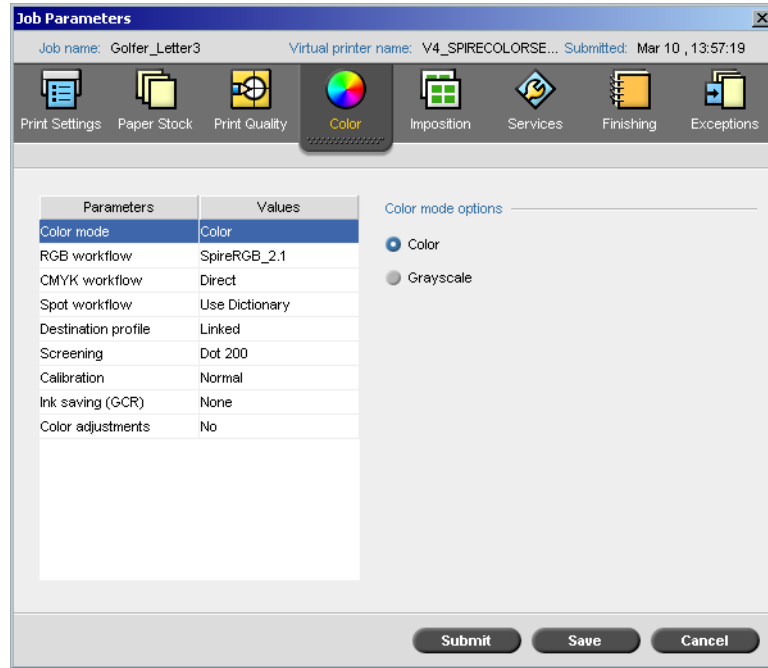 Job Parameters
Job name: Golfer_Letter3 Virtual printer name: V4_SPIRECOLORSE... Submitted: Mar 10 , 13:57:19
Print Settings Paper Stock Print Quality Color Imposition Services Finishing Exceptions
Parameters Values
Color mode Color
RGB workflow SpireRGB_2.1
CMYK workflow Direct
Spot workflow Use Dictionary
Destination profile Linked
Screening Dot 200
Calibration Normal
Ink saving (GCR) None
Color adjustments No
Color mode options
Color
Grayscale
Submit Save Cancel